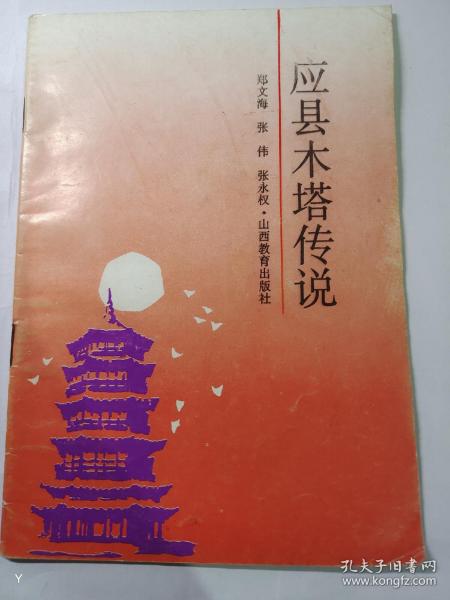 应县木塔传说
郑文海 张伟 张永权·山西教育出版社
Y
孔夫子旧书网
www.kongfz.com